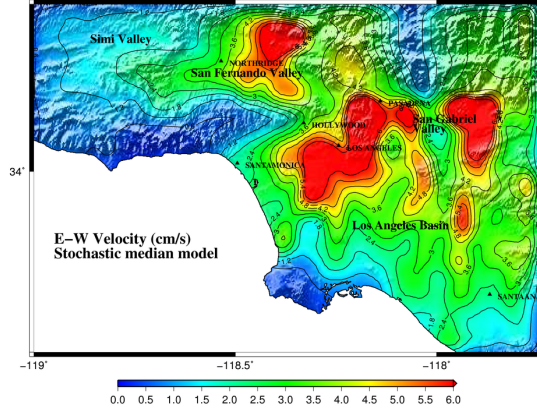 Simi Valley
NORTHRIDGE
San Fernando Valley
PASADENA
HOLLYWOOD
San Gabriel
Valley
LOS ANGELES
SANTAMONICA
34°
Los Angeles Basin
E-W Velocity (cm/s)
Stochastic median model
SANTAAN
-119° -118.5° -118°
0.0 0.5 1.0 1.5 2.0 2.5 3.0 3.5 4.0 4.5 5.0 5.5 6.0